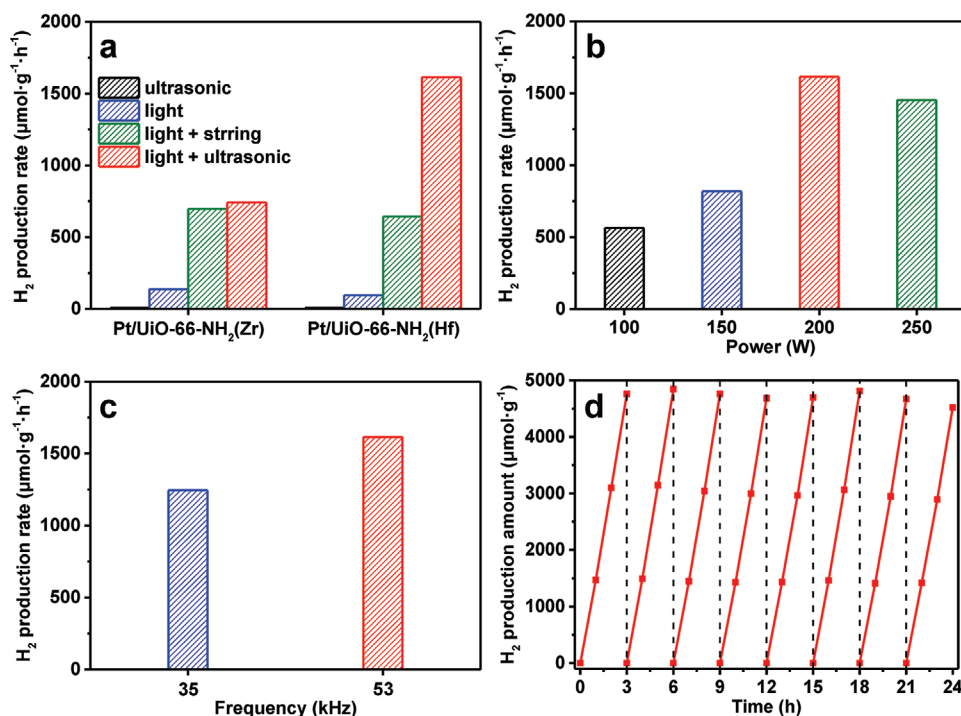 a
H₂ production rate (μmol·g⁻¹·h⁻¹)
2000
1500
1000
500
0
ultrasonic
light
light + strring
light + ultrasonic
Pt/UiO-66-NH₂(Zr) Pt/UiO-66-NH₂(Hf)
b
H₂ production rate (μmol·g⁻¹·h⁻¹)
2000
1500
1000
500
0
100 150 200 250
Power (W)
c
H₂ production rate (μmol·g⁻¹·h⁻¹)
2000
1500
1000
500
0
35 53
Frequency (kHz)
d
H₂ production amount (μmol·g⁻¹)
5000
4000
3000
2000
1000
0
0 3 6 9 12 15 18 21 24
Time (h)